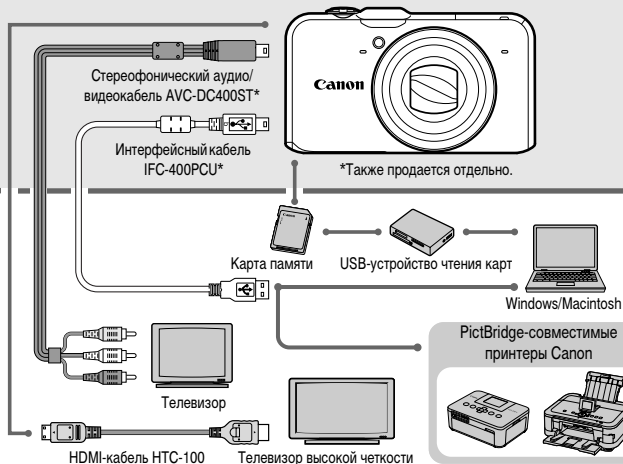 Стереофонический аудио/
видеокабель AVC-DC400ST*
Canon
Интерфейсный кабель
IFC-400PCU*
*Также продается отдельно.
Canon
Карта памяти
USB-устройство чтения карт
Windows/Macintosh
PictBridge-совместимые
принтеры Canon
Телевизор
HDMI-кабель HTC-100
Телевизор высокой четкости